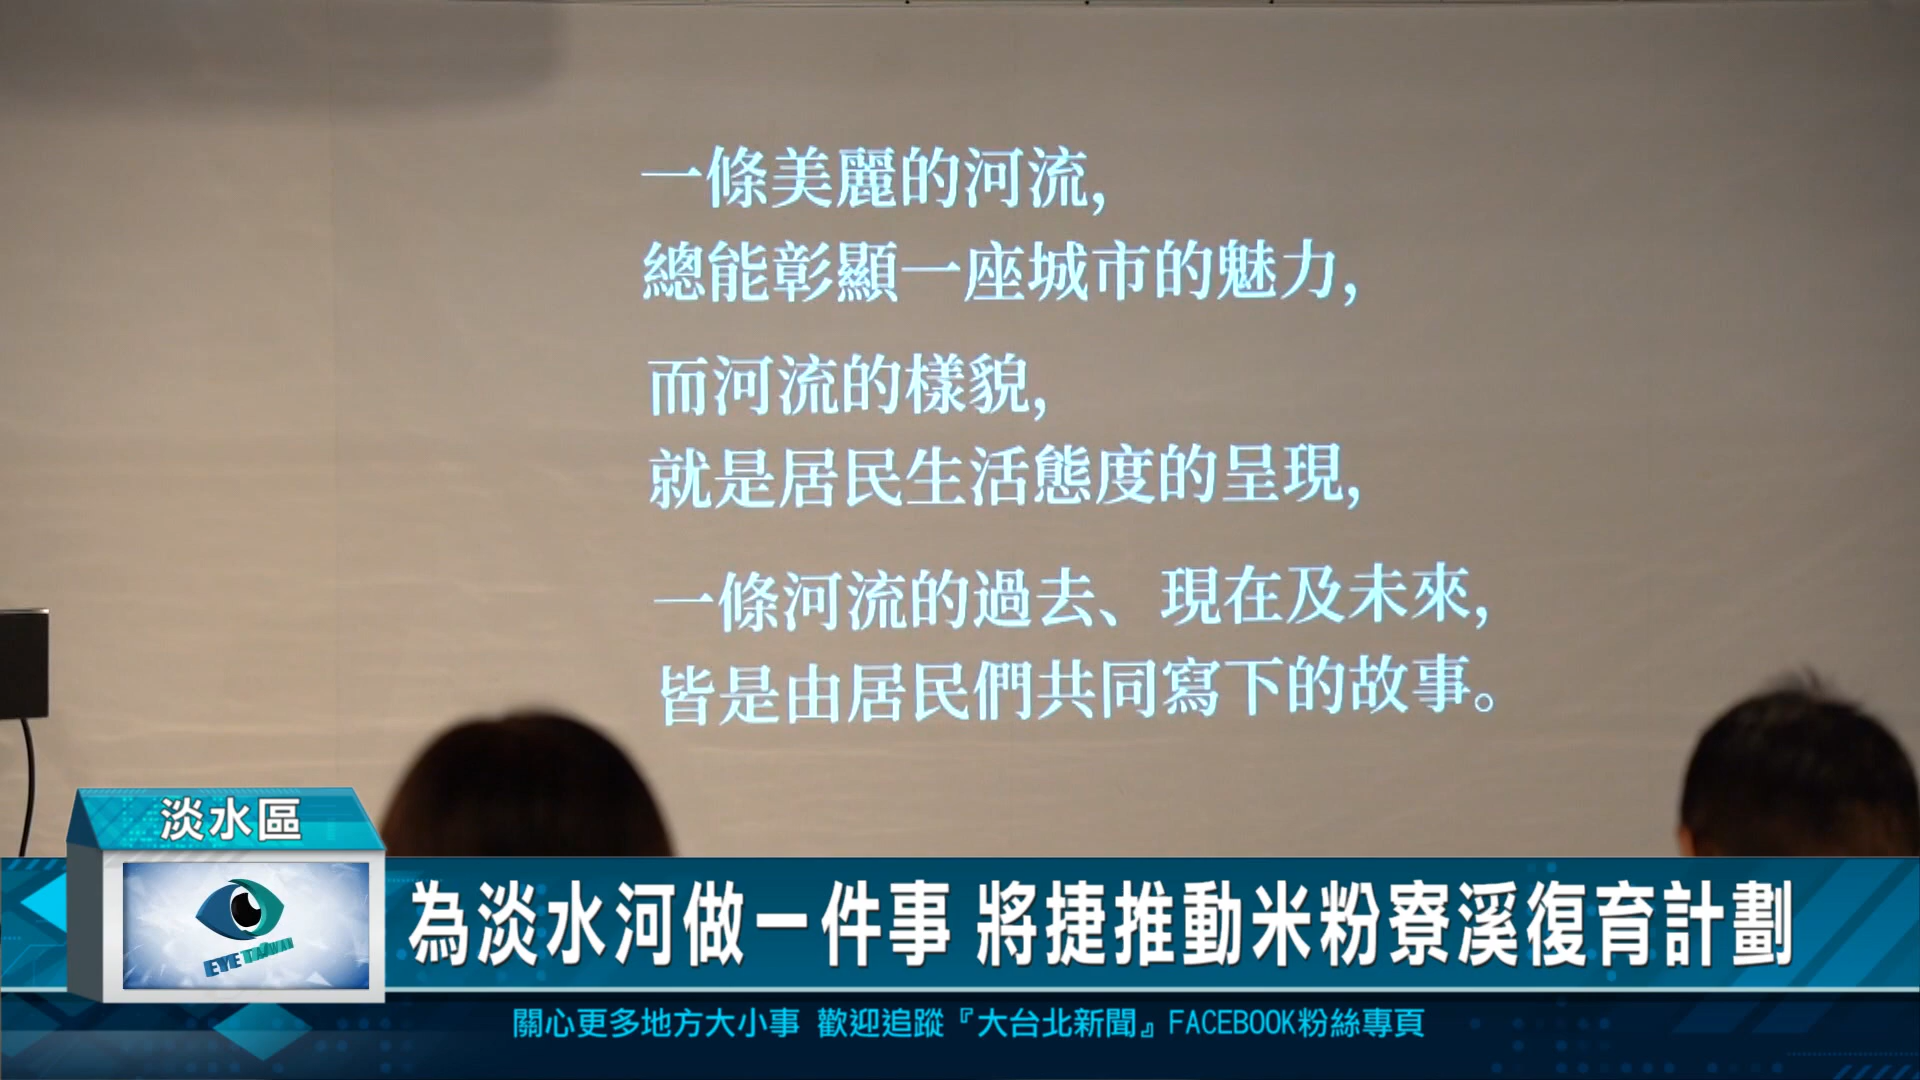 一條美麗的河流,
總能彰顯一座城市的魅力,
而河流的樣貌,
就是居民生活態度的呈現,
一條河流的過去、現在及未來,
皆是由居民們共同寫下的故事。
淡水區
EYE TAIWAN
為淡水河做一件事 將捷推動米粉寮溪復育計劃
關心更多地方大小事 歡迎追蹤『大台北新聞』FACEBOOK粉絲專頁